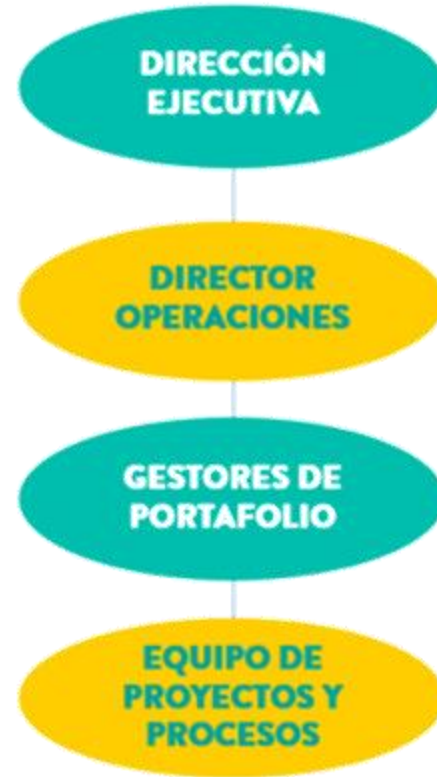 DIRECCIÓN
EJECUTIVA
DIRECTOR
OPERACIONES
GESTORES DE
PORTAFOLIO
EQUIPO DE
PROYECTOS Y
PROCESOS